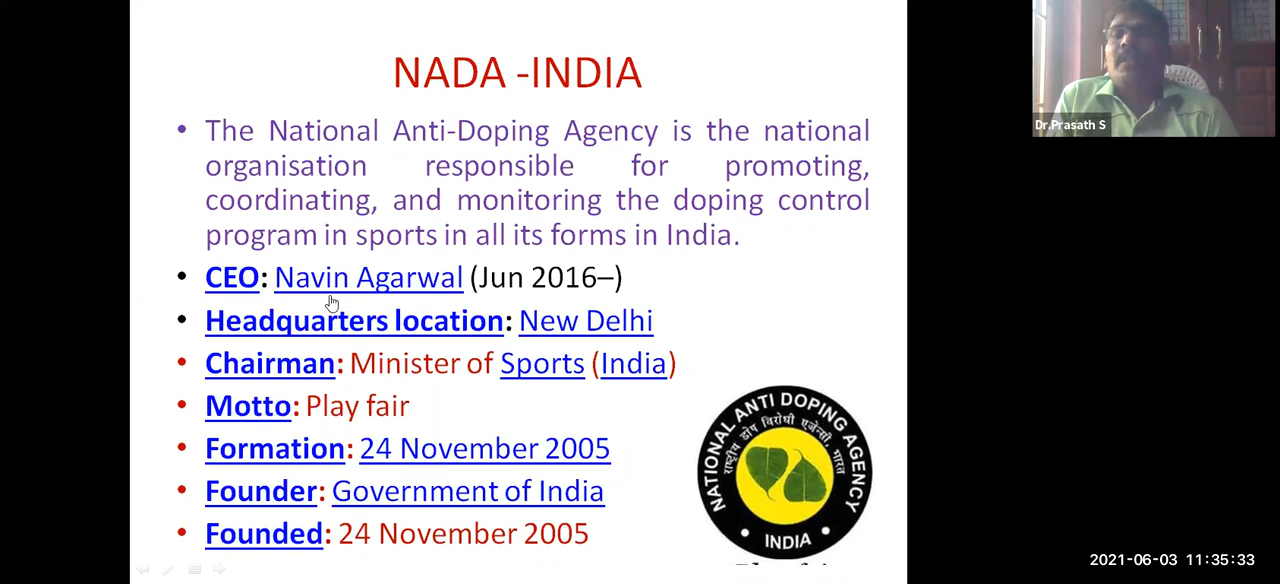 NADA -INDIA
• The National Anti-Doping Agency is the national
organisation responsible for promoting,
coordinating, and monitoring the doping control
program in sports in all its forms in India.
• CEO: Navin Agarwal (Jun 2016–)
• Headquarters location: New Delhi
• Chairman: Minister of Sports (India)
• Motto: Play fair
• Formation: 24 November 2005
• Founder: Government of India
• Founded: 24 November 2005
NATIONAL ANTI DOPING AGENCY
राष्ट्रीय डोप विरोधी एजेन्सी, भारत
• INDIA •
Dr.Prasath S
2021-06-03 11:35:33